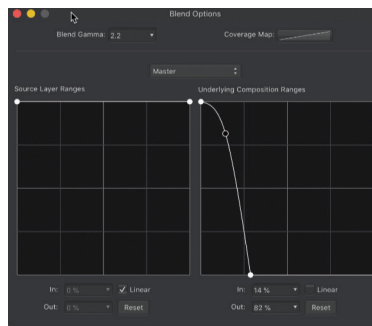 Blend Options
Blend Gamma: 2.2
Coverage Map:
Master
Source Layer Ranges
Underlying Composition Ranges
In: 0 % Linear
In: 14 % Linear
Out: 0 % Reset
Out: 82 % Reset